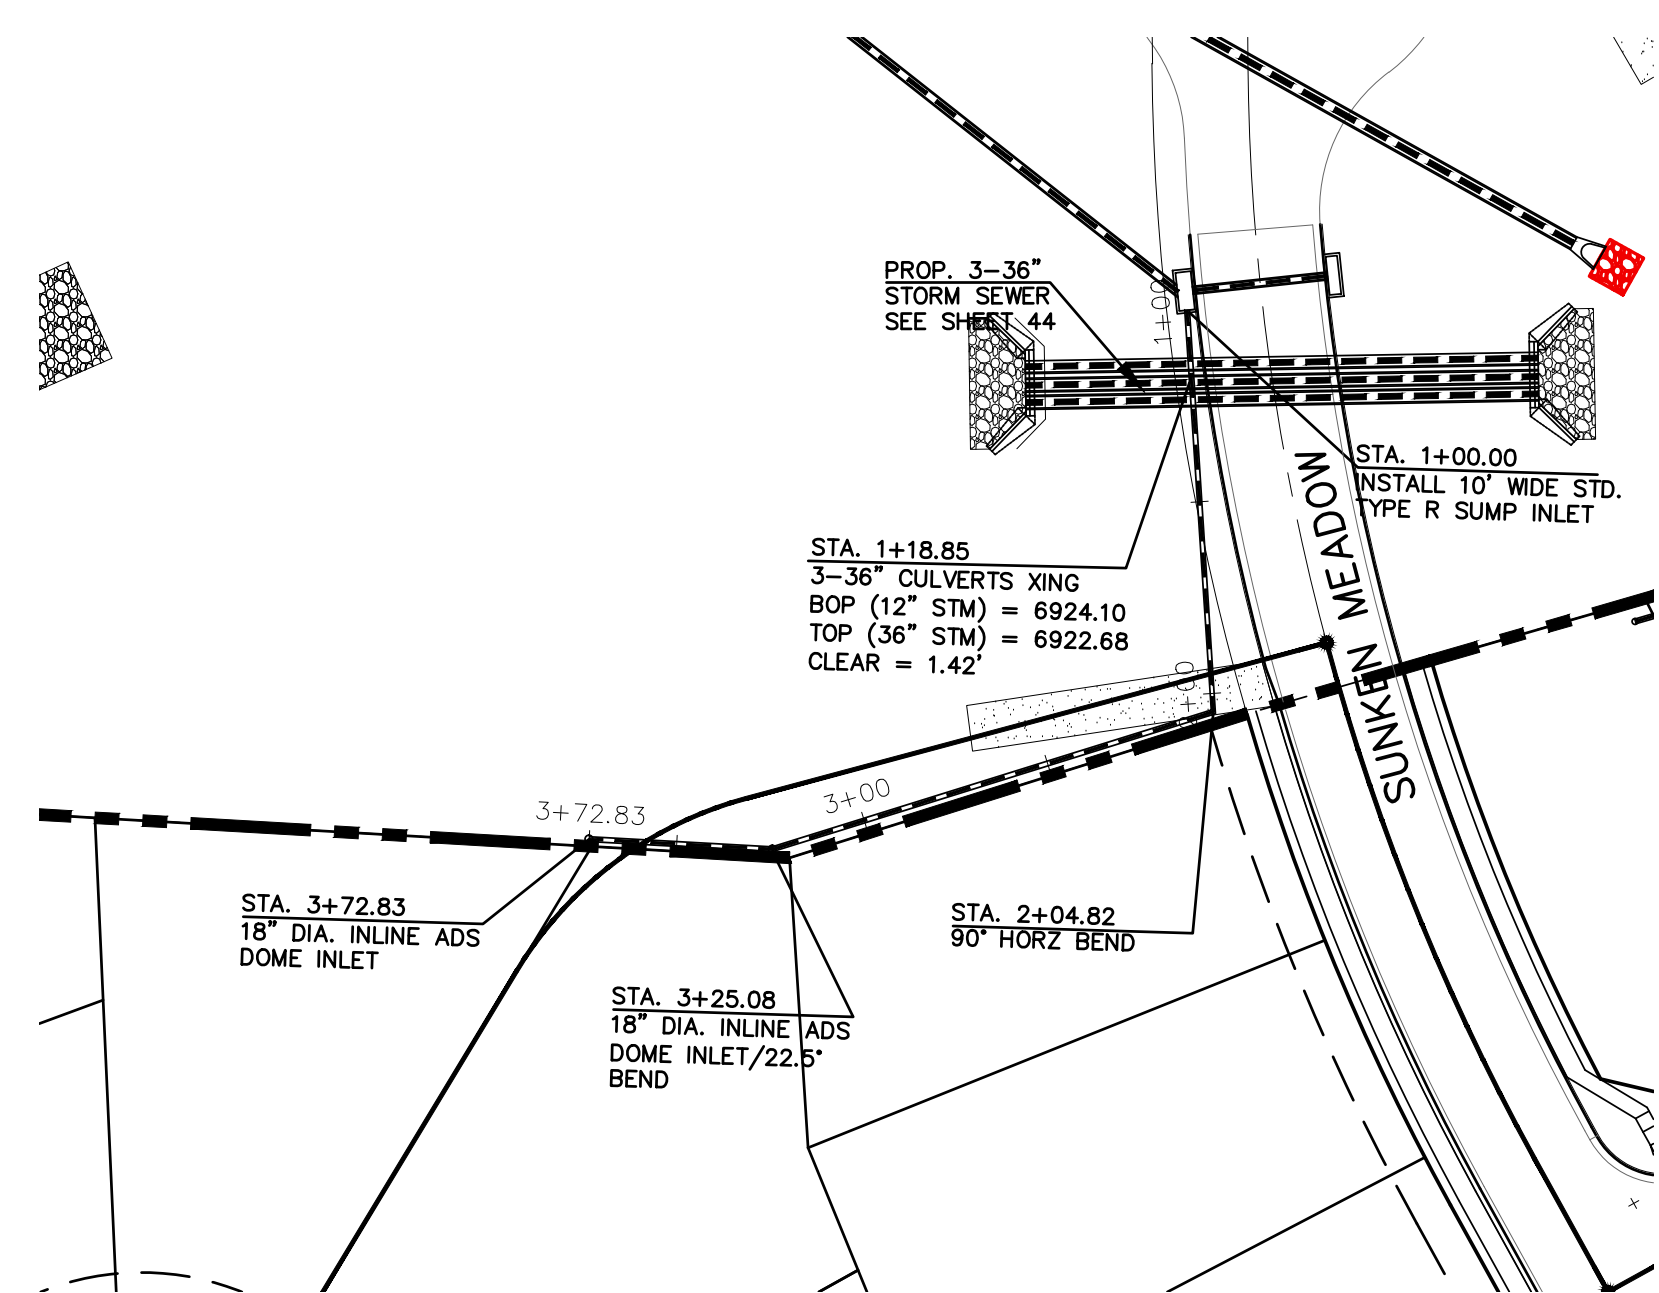 PROP. 3-36"
STORM SEWER
SEE SHEET 44
1+00
STA. 1+00.00
INSTALL 10' WIDE STD.
TYPE R SUMP INLET
STA. 1+18.85
3-36" CULVERTS XING
BOP (12" STM) = 6924.10
TOP (36" STM) = 6922.68
CLEAR = 1.42'
SUNKEN MEADOW
3+00
3+72.83
STA. 3+72.83
18" DIA. INLINE ADS
DOME INLET
STA. 2+04.82
90° HORZ BEND
STA. 3+25.08
18" DIA. INLINE ADS
DOME INLET/22.5°
BEND